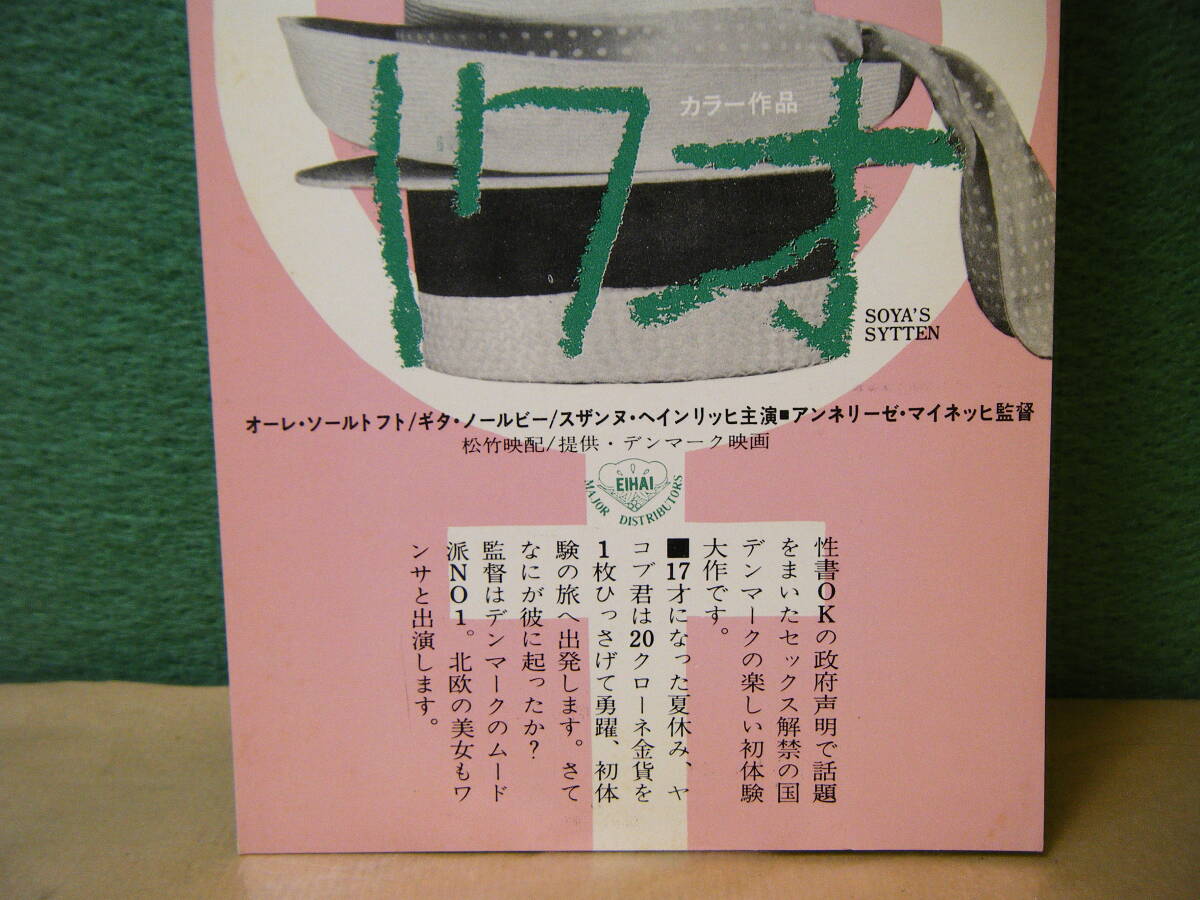 カラー作品
17才
SOYA'S
SYTTEN
オーレ・ソールトフト/ギタ・ノールビー/スザンヌ・ヘインリッヒ主演■アンネリーゼ・マイネッヒ監督
松竹映配/提供・デンマーク映画
EIHAI
MAJOR DISTRIBUTORS
性書OKの政府声明で話題
をまいたセックス解禁の国
デンマークの楽しい初体験
大作です。
■17才になった夏休み、ヤ
コブ君は20クローネ金貨を
1枚ひっさげて勇躍、初体
験の旅へ出発します。さて
なにが彼に起ったか?
監督はデンマークのムード
派NO1。北欧の美女もワ
ンサと出演します。